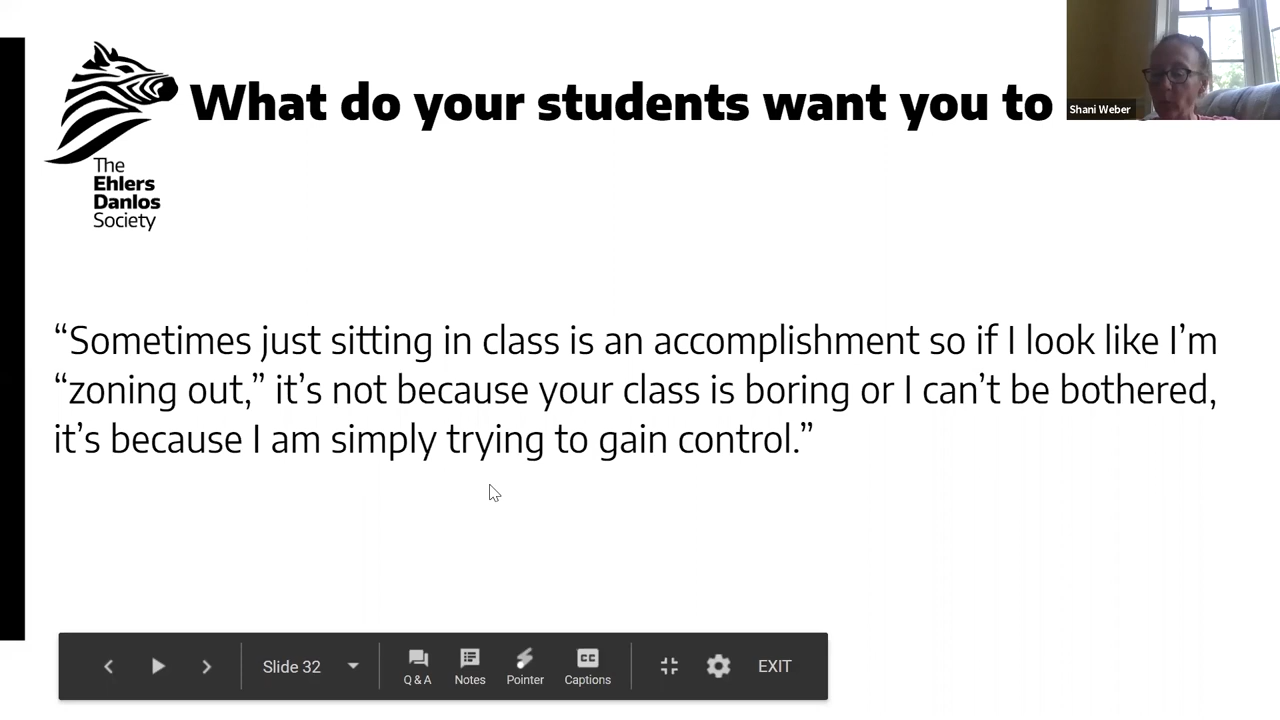 What do your students want you to
Shani Weber
The
Ehlers
Danlos
Society
“Sometimes just sitting in class is an accomplishment so if I look like I’m
“zoning out,” it’s not because your class is boring or I can’t be bothered,
it’s because I am simply trying to gain control.”
Slide 32
Q & A
Notes
Pointer
CC
Captions
EXIT